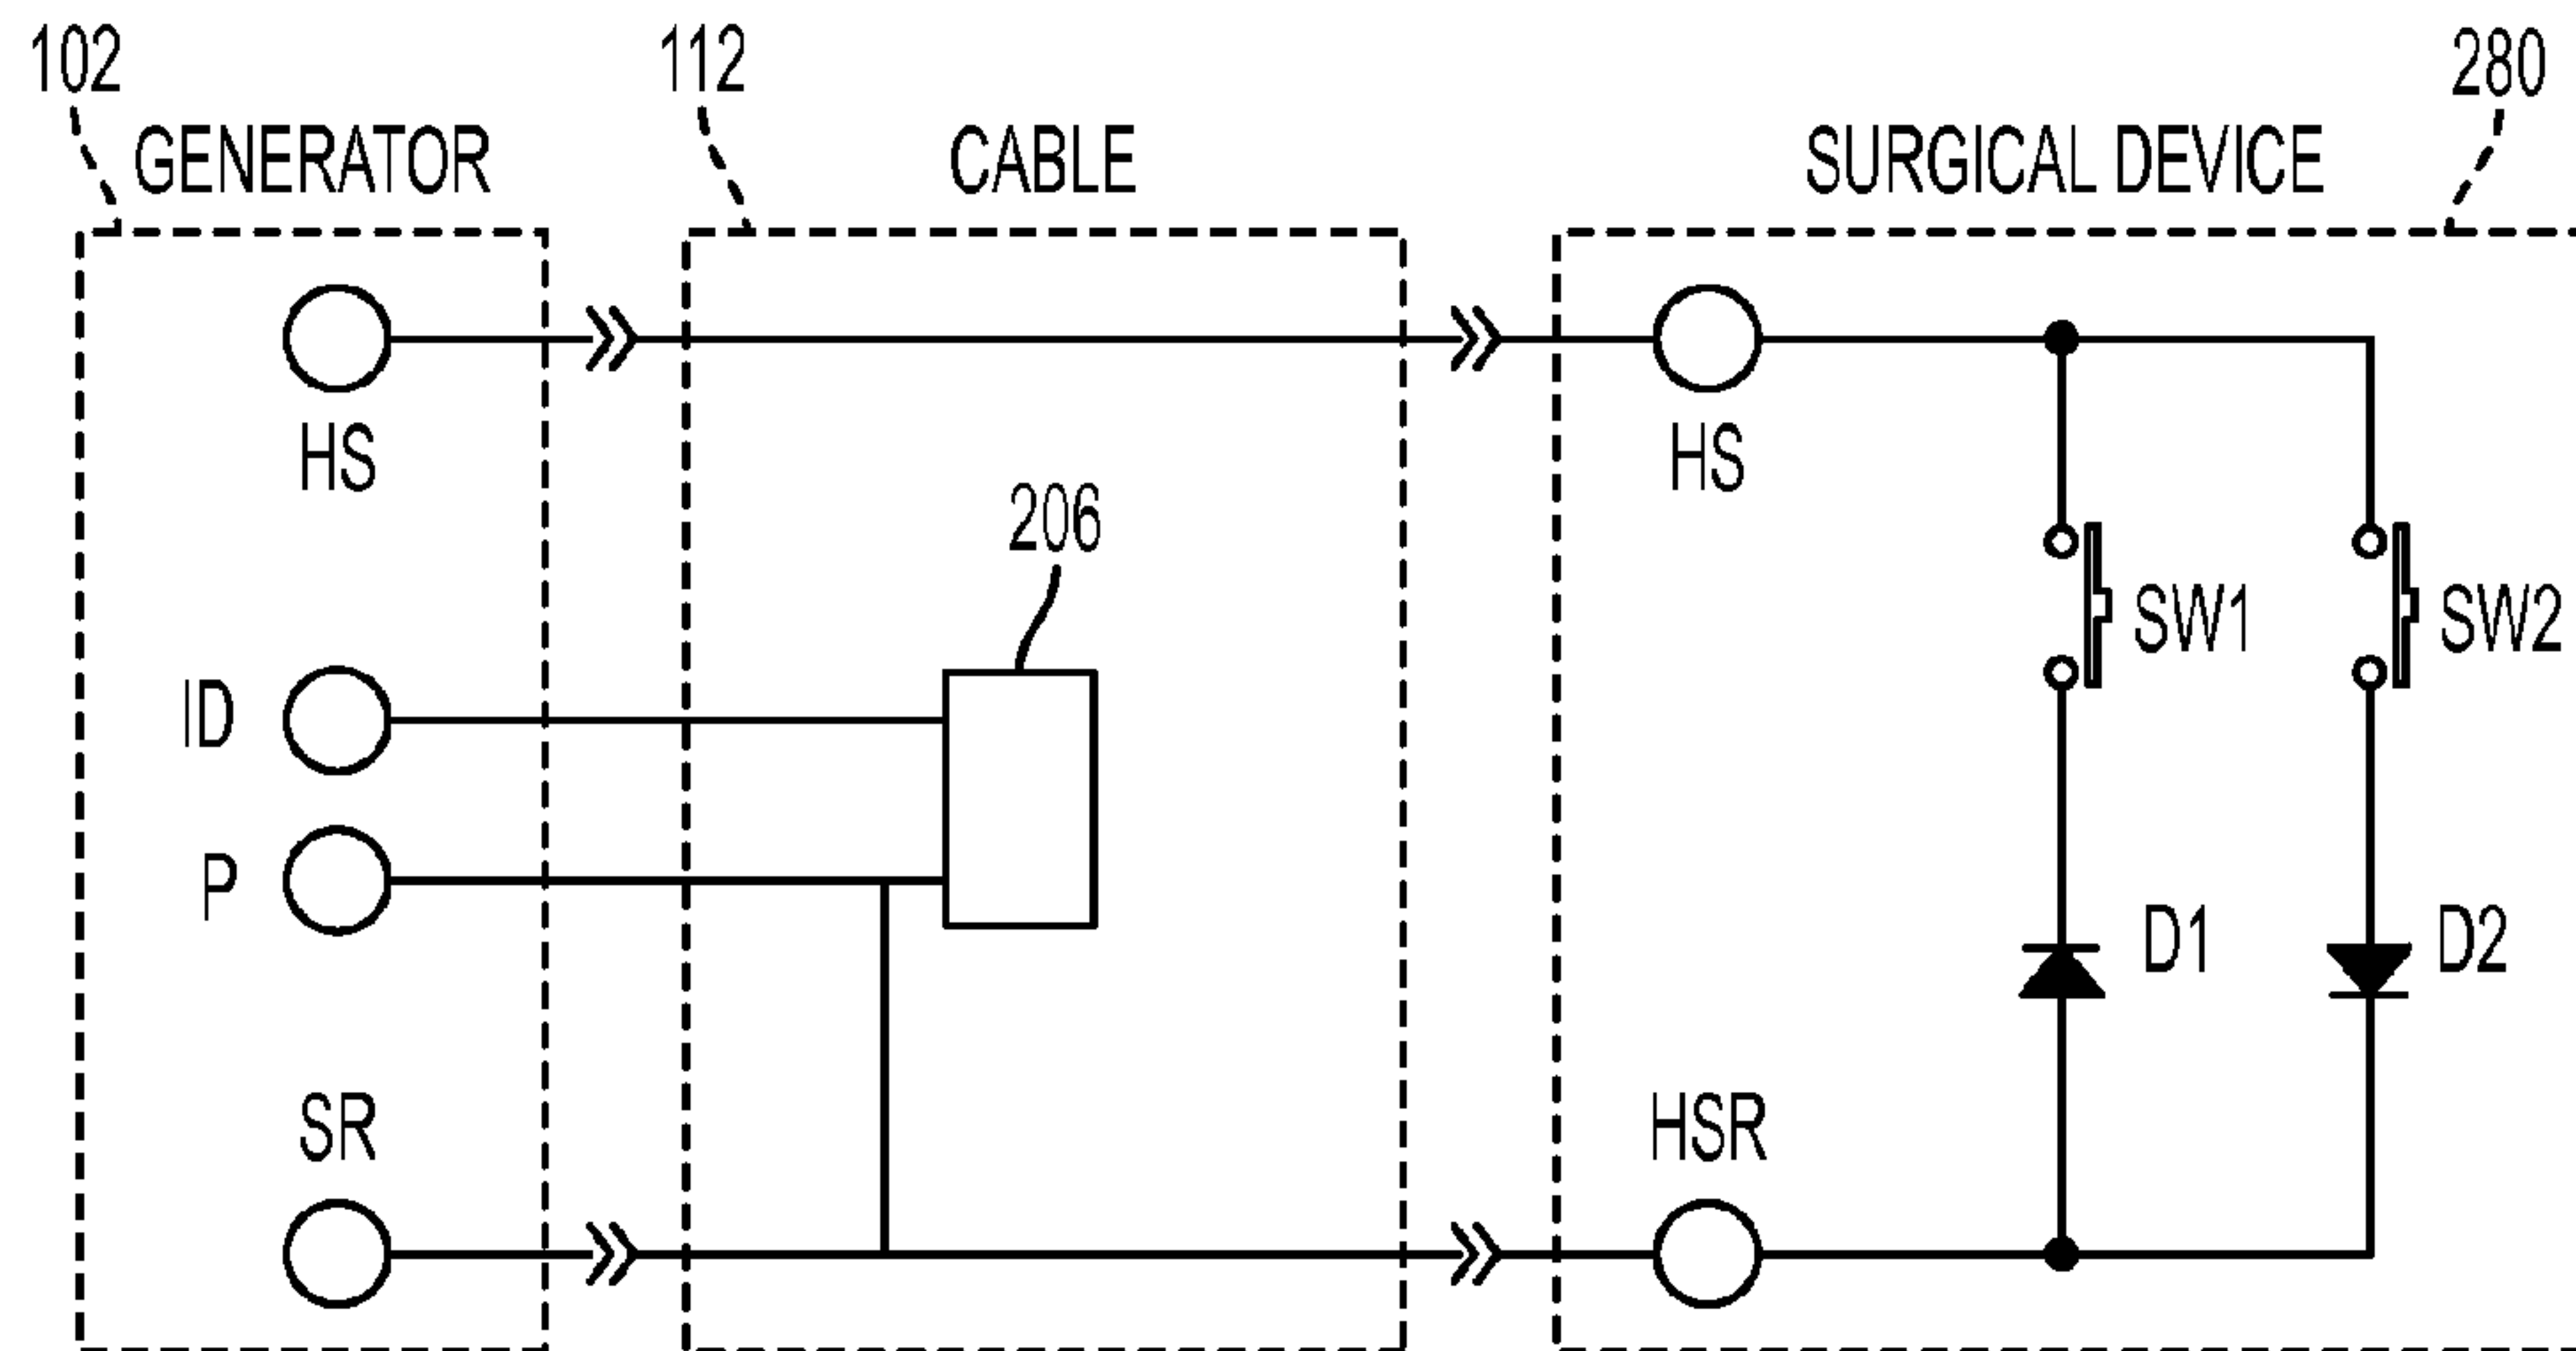 102
112
280
GENERATOR
CABLE
SURGICAL DEVICE
HS
HS
206
SW1
SW2
ID
P
D1
D2
SR
HSR